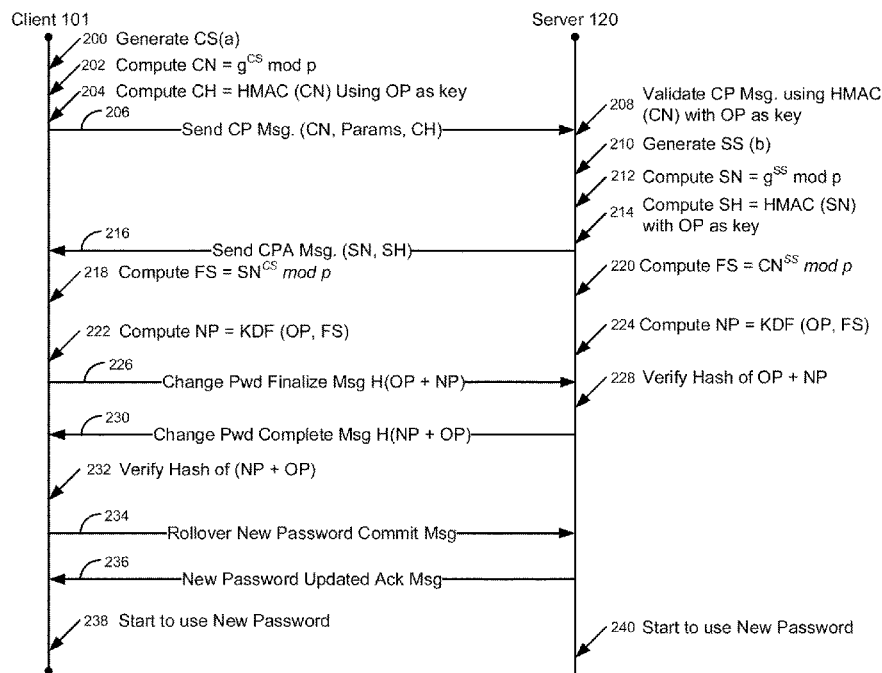 Client 101
Server 120
200 Generate CS(a)
202 Compute CN = g^CS mod p
204 Compute CH = HMAC (CN) Using OP as key
206
Send CP Msg. (CN, Params, CH)
208 Validate CP Msg. using HMAC
(CN) with OP as key
210 Generate SS (b)
212 Compute SN = g^SS mod p
214 Compute SH = HMAC (SN)
with OP as key
216
Send CPA Msg. (SN, SH)
218 Compute FS = SN^CS mod p
220 Compute FS = CN^SS mod p
222 Compute NP = KDF (OP, FS)
224 Compute NP = KDF (OP, FS)
226
Change Pwd Finalize Msg H(OP + NP)
228 Verify Hash of OP + NP
230
Change Pwd Complete Msg H(NP + OP)
232 Verify Hash of (NP + OP)
234
Rollover New Password Commit Msg
236
New Password Updated Ack Msg
238 Start to use New Password
240 Start to use New Password